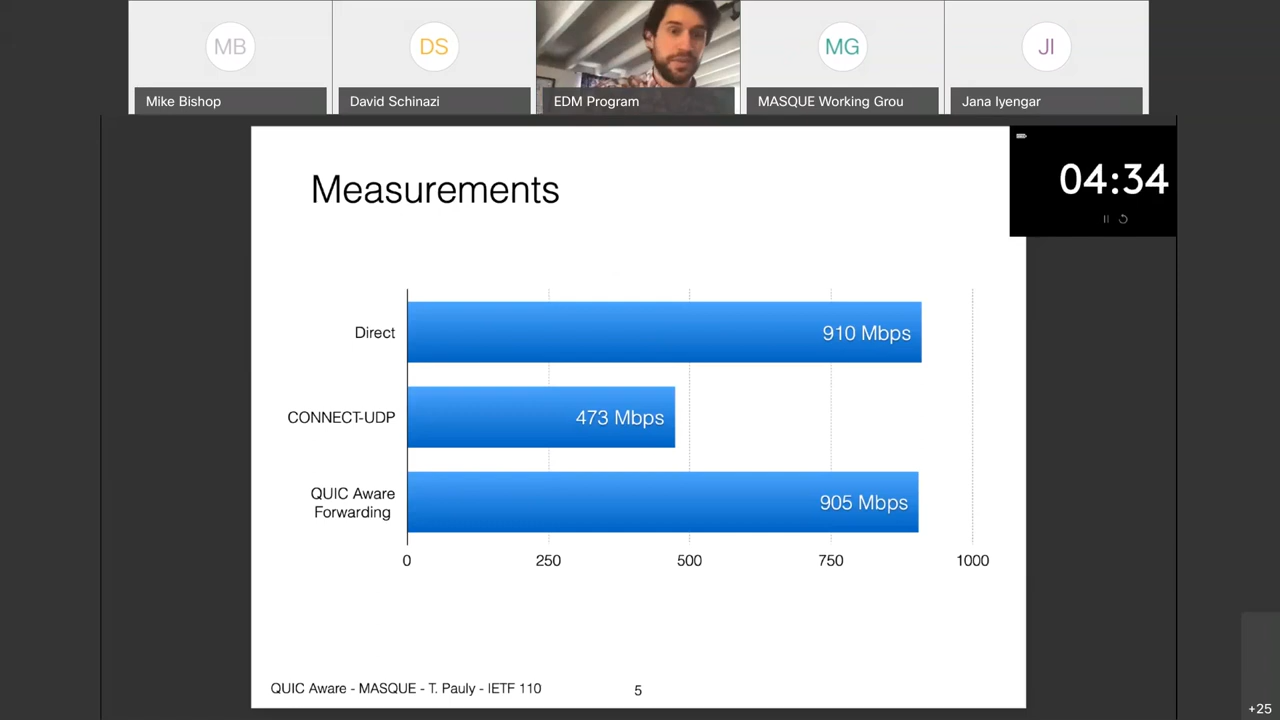 MB
DS
MG
JI
Mike Bishop
David Schinazi
EDM Program
MASQUE Working Grou
Jana Iyengar
Measurements
04:34
Direct
910 Mbps
CONNECT-UDP
473 Mbps
QUIC Aware
Forwarding
905 Mbps
0 250 500 750 1000
QUIC Aware - MASQUE - T. Pauly - IETF 110
5
+25